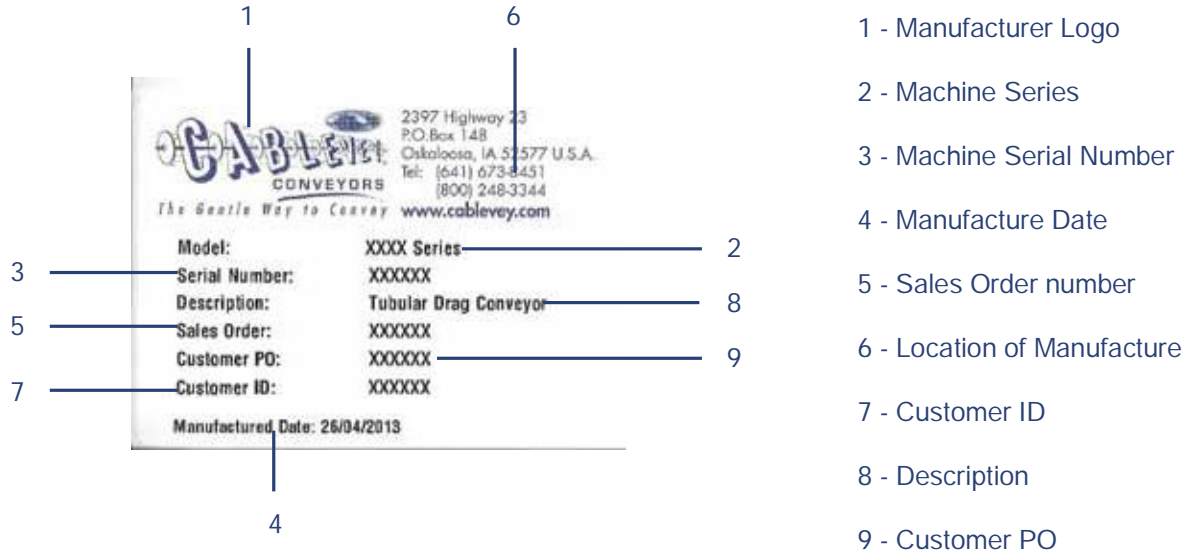 1
6
CABLEVEY
CONVEYORS
The Gentle Way to Convey
2397 Highway 23
P.O.Box 148
Oskaloosa, IA 52577 U.S.A.
Tel: (641) 673-8451
(800) 248-3344
www.cablevey.com
Model: XXXX Series
2
3
Serial Number: XXXXXX
Description: Tubular Drag Conveyor
8
5
Sales Order: XXXXXX
Customer PO: XXXXXX
9
7
Customer ID: XXXXXX
Manufactured Date: 26/04/2013
4
1 - Manufacturer Logo
2 - Machine Series
3 - Machine Serial Number
4 - Manufacture Date
5 - Sales Order number
6 - Location of Manufacture
7 - Customer ID
8 - Description
9 - Customer PO